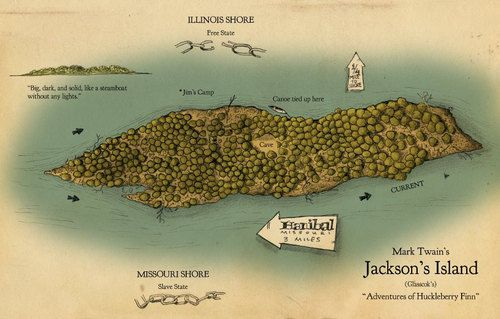 ILLINOIS SHORE
Free State
"Big, dark, and solid, like a steamboat
without any lights."
*Jim's Camp
Canoe tied up here
Cave
CURRENT
Hannibal
MISSOURI
3 MILES
MISSOURI SHORE
Slave State
Mark Twain's
Jackson's Island
(Glasscok's)
"Adventures of Huckleberry Finn"